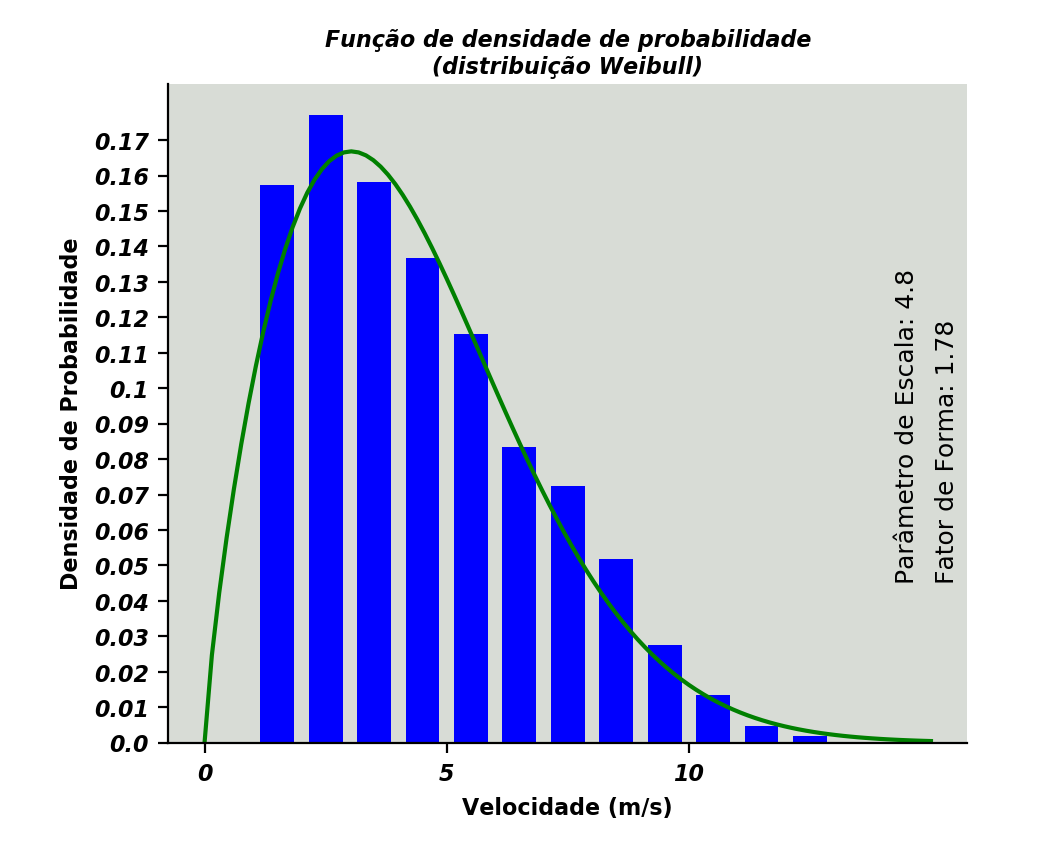 Função de densidade de probabilidade
(distribuição Weibull)
0.17
0.16
0.15
0.14
0.13
0.12
0.11
0.1
0.09
0.08
0.07
0.06
0.05
0.04
0.03
0.02
0.01
0.0
Densidade de Probabilidade
Parâmetro de Escala: 4.8
Fator de Forma: 1.78
0 5 10
Velocidade (m/s)